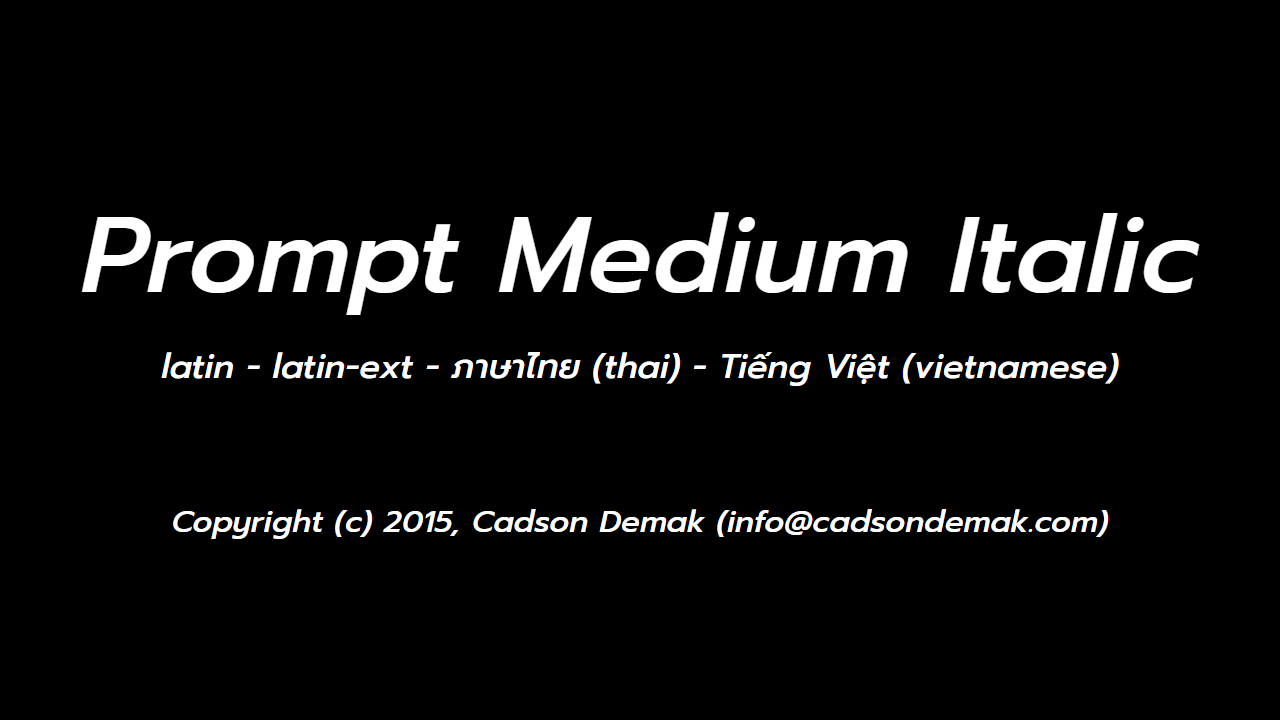 Prompt Medium Italic
latin - latin-ext - ภาษาไทย (thai) - Tiếng Việt (vietnamese)
Copyright (c) 2015, Cadson Demak (info@cadsondemak.com)